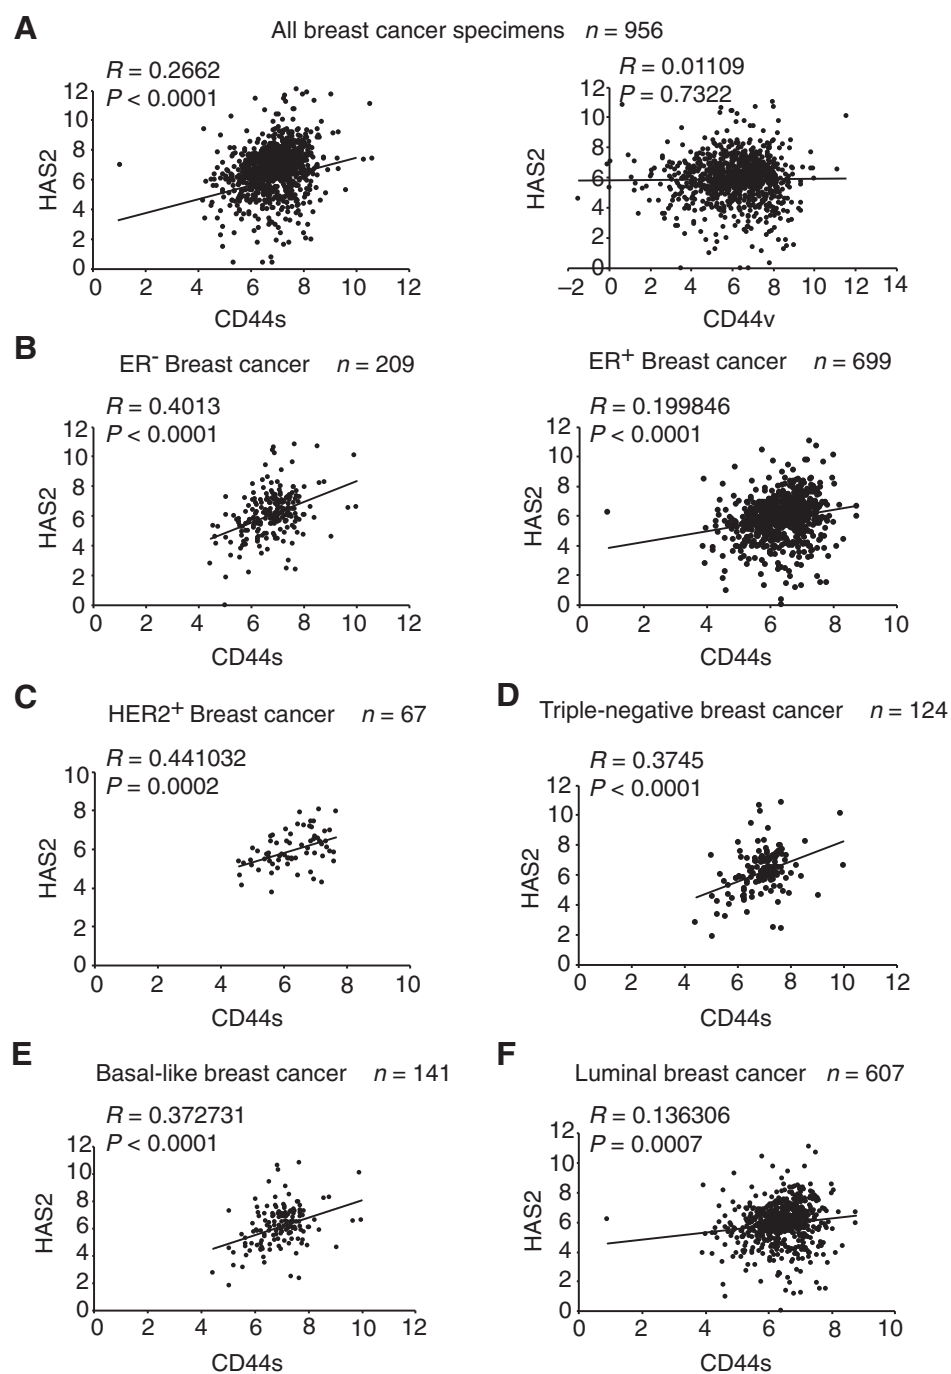 A
All breast cancer specimens n = 956
R = 0.2662
P < 0.0001
12
10
8
6
4
2
0
HAS2
0 2 4 6 8 10 12
CD44s
R = 0.01109
P = 0.7322
12
10
8
6
4
2
0
HAS2
–2 0 2 4 6 8 10 12 14
CD44v
B
ER- Breast cancer n = 209
R = 0.4013
P < 0.0001
12
10
8
6
4
2
0
HAS2
0 2 4 6 8 10 12
CD44s
ER+ Breast cancer n = 699
R = 0.199846
P < 0.0001
12
10
8
6
4
2
0
HAS2
0 2 4 6 8 10
CD44s
C
HER2+ Breast cancer n = 67
R = 0.441032
P = 0.0002
10
8
6
4
2
0
HAS2
0 2 4 6 8 10
CD44s
D
Triple-negative breast cancer n = 124
R = 0.3745
P < 0.0001
12
10
8
6
4
2
0
HAS2
0 2 4 6 8 10 12
CD44s
E
Basal-like breast cancer n = 141
R = 0.372731
P < 0.0001
12
10
8
6
4
2
0
HAS2
0 2 4 6 8 10 12
CD44s
F
Luminal breast cancer n = 607
R = 0.136306
P = 0.0007
12
10
8
6
4
2
0
HAS2
0 2 4 6 8 10
CD44s